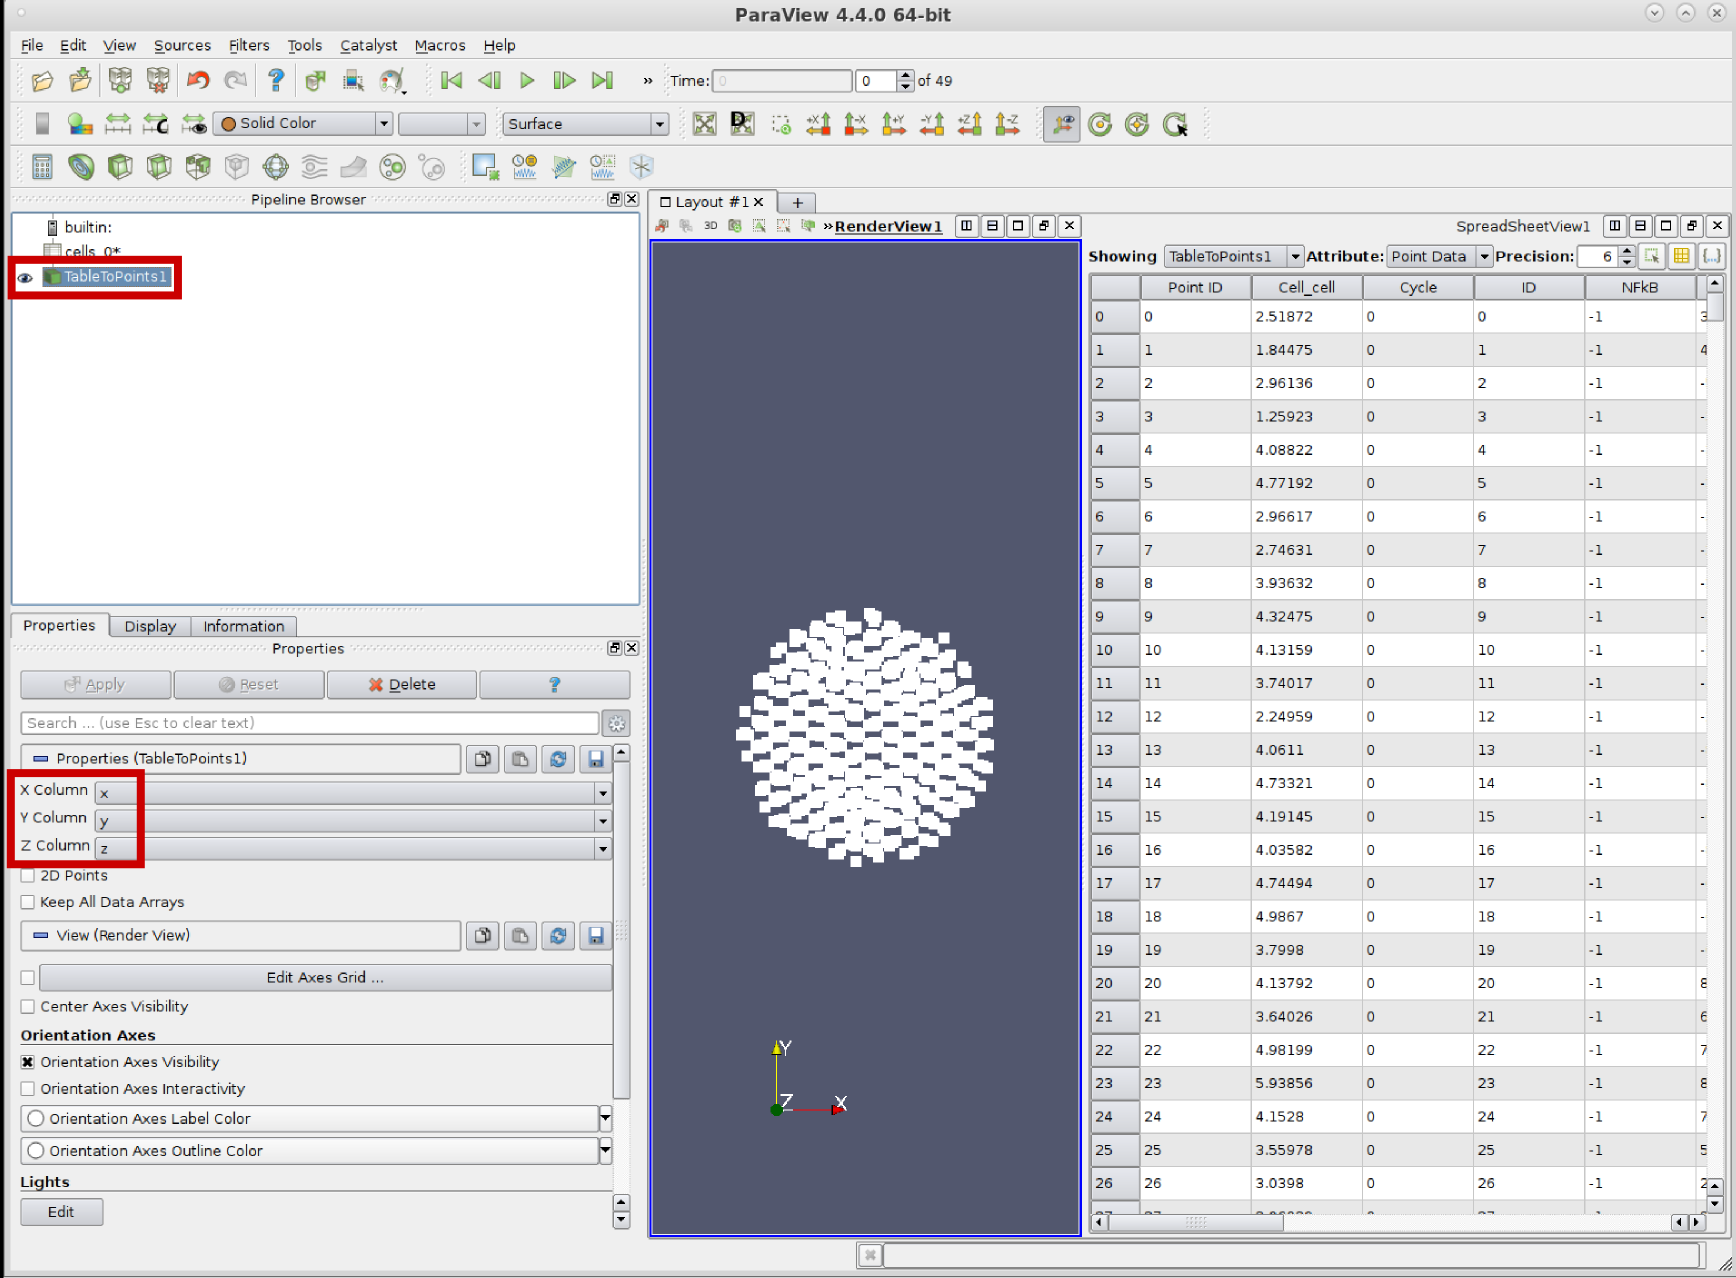 ParaView 4.4.0 64-bit
File Edit View Sources Filters Tools Catalyst Macros Help
» Time: 0 0 of 49
Solid Color Surface
Pipeline Browser
builtin:
cells_0*
TableToPoints1
Properties Display Information
Properties
Apply Reset Delete ?
Search ... (use Esc to clear text)
Properties (TableToPoints1)
X Column x
Y Column y
Z Column z
2D Points
Keep All Data Arrays
View (Render View)
Edit Axes Grid ...
Center Axes Visibility
Orientation Axes
Orientation Axes Visibility
Orientation Axes Interactivity
Orientation Axes Label Color
Orientation Axes Outline Color
Lights
Edit
Layout #1 +
3D » RenderView1
Y
Z X
SpreadSheetView1
Showing TableToPoints1 Attribute: Point Data Precision: 6
Point ID Cell_cell Cycle ID NFkB
0 0 2.51872 0 0 -1 3
1 1 1.84475 0 1 -1 4
2 2 2.96136 0 2 -1 -
3 3 1.25923 0 3 -1 -
4 4 4.08822 0 4 -1 -
5 5 4.77192 0 5 -1 -
6 6 2.96617 0 6 -1 -
7 7 2.74631 0 7 -1 -
8 8 3.93632 0 8 -1 -
9 9 4.32475 0 9 -1 -
10 10 4.13159 0 10 -1 -
11 11 3.74017 0 11 -1 -
12 12 2.24959 0 12 -1 -
13 13 4.0611 0 13 -1 -
14 14 4.73321 0 14 -1 -
15 15 4.19145 0 15 -1 -
16 16 4.03582 0 16 -1 -
17 17 4.74494 0 17 -1 -
18 18 4.9867 0 18 -1 -
19 19 3.7998 0 19 -1 -
20 20 4.13792 0 20 -1 8
21 21 3.64026 0 21 -1 6
22 22 4.98199 0 22 -1 7
23 23 5.93856 0 23 -1 8
24 24 4.1528 0 24 -1 7
25 25 3.55978 0 25 -1 5
26 26 3.0398 0 26 -1 2